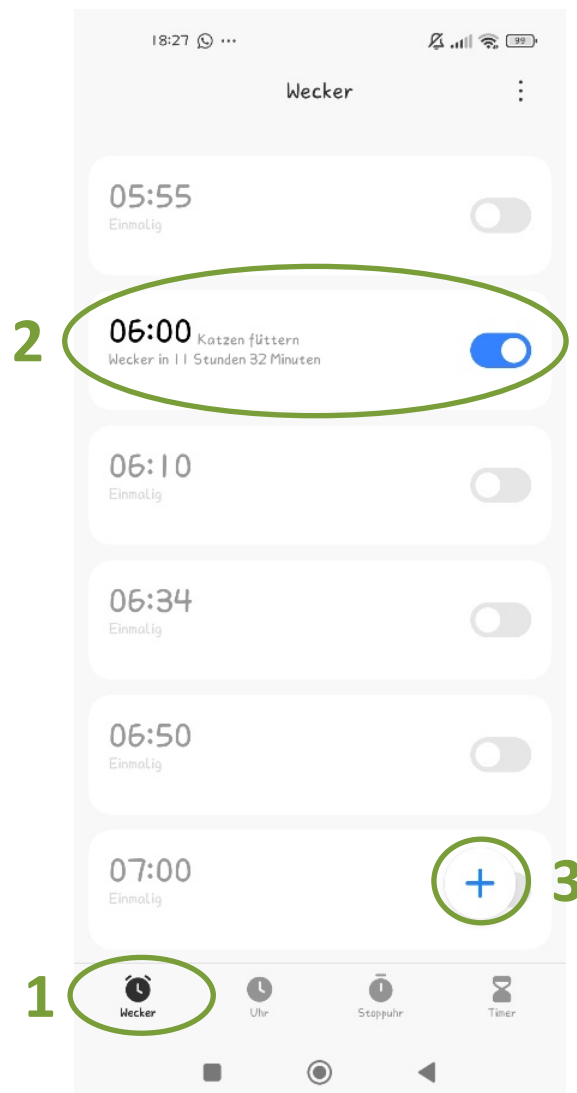 18:27
99
Wecker
05:55
Einmalig
2
06:00 Katzen füttern
Wecker in 11 Stunden 32 Minuten
06:10
Einmalig
06:34
Einmalig
06:50
Einmalig
07:00
Einmalig
+
3
1
Wecker Uhr Stoppuhr Timer